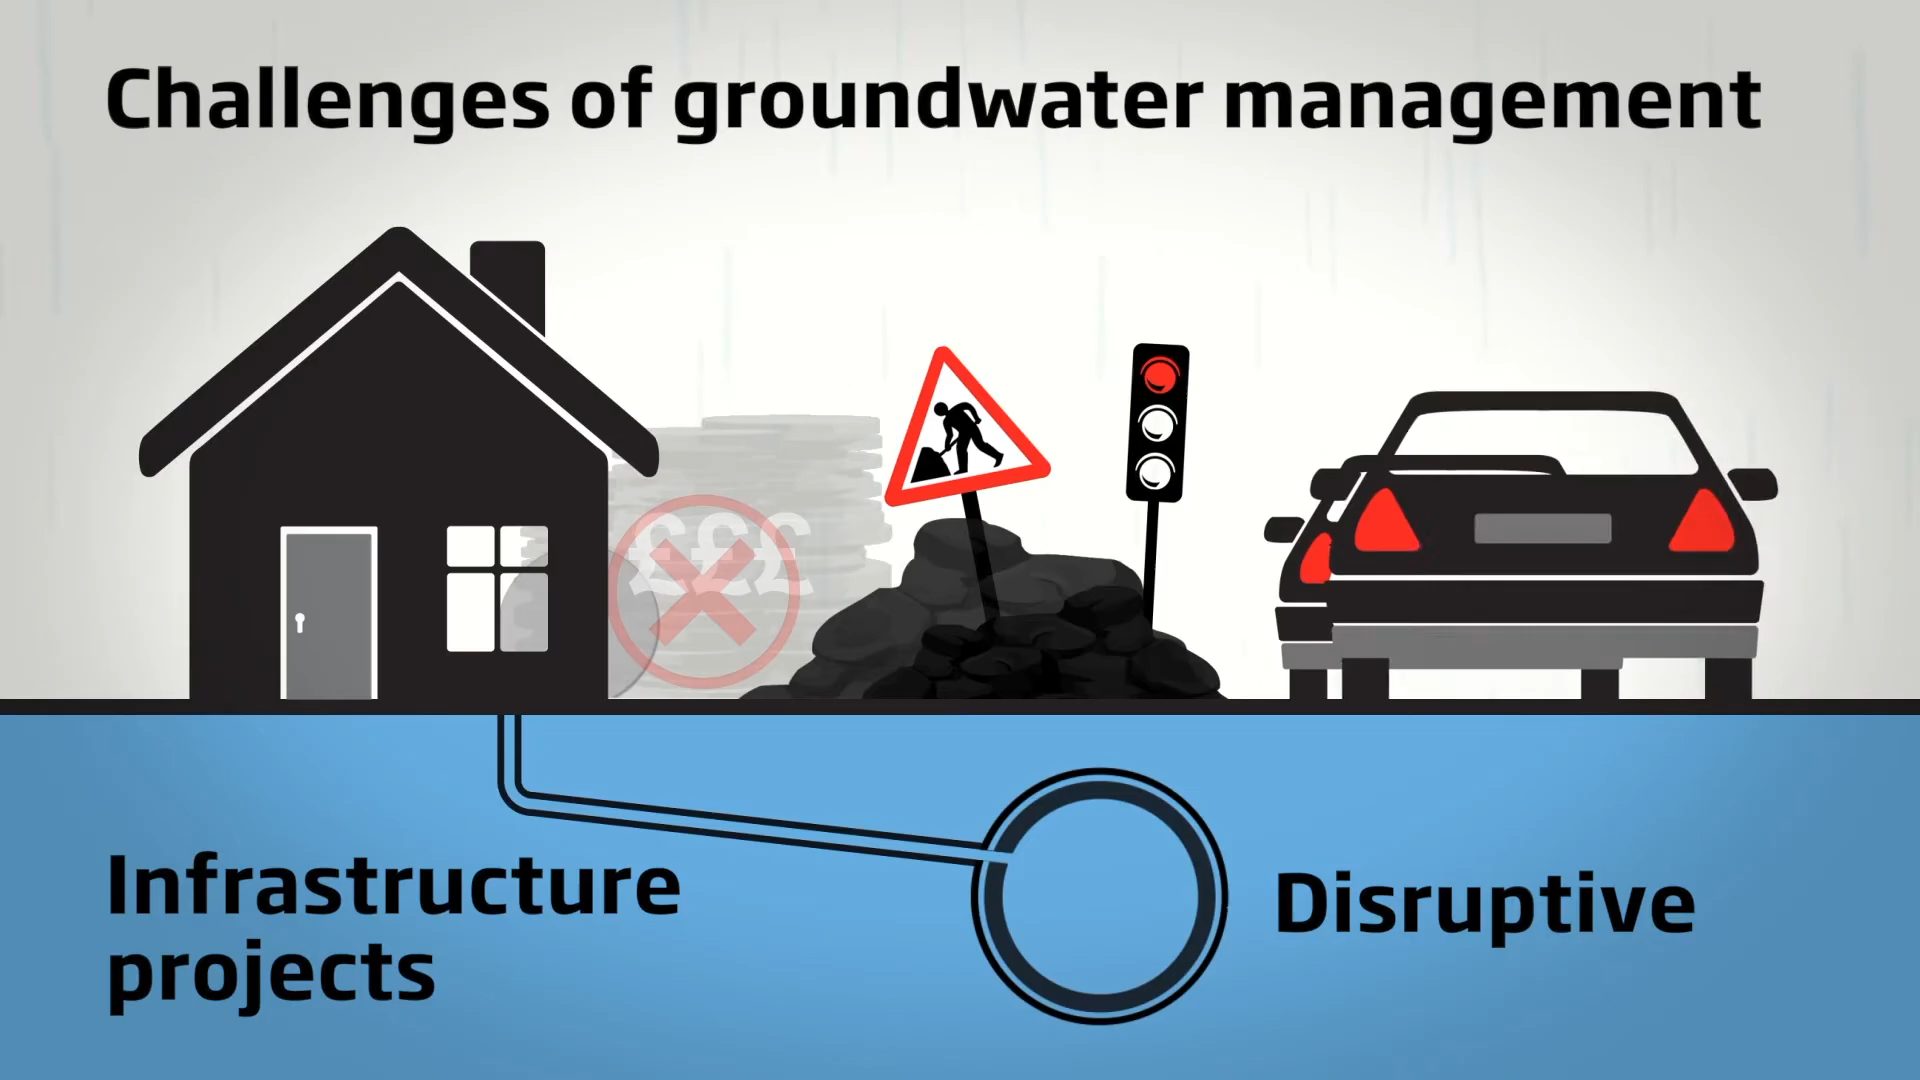 Challenges of groundwater management
£££
Infrastructure
projects
Disruptive